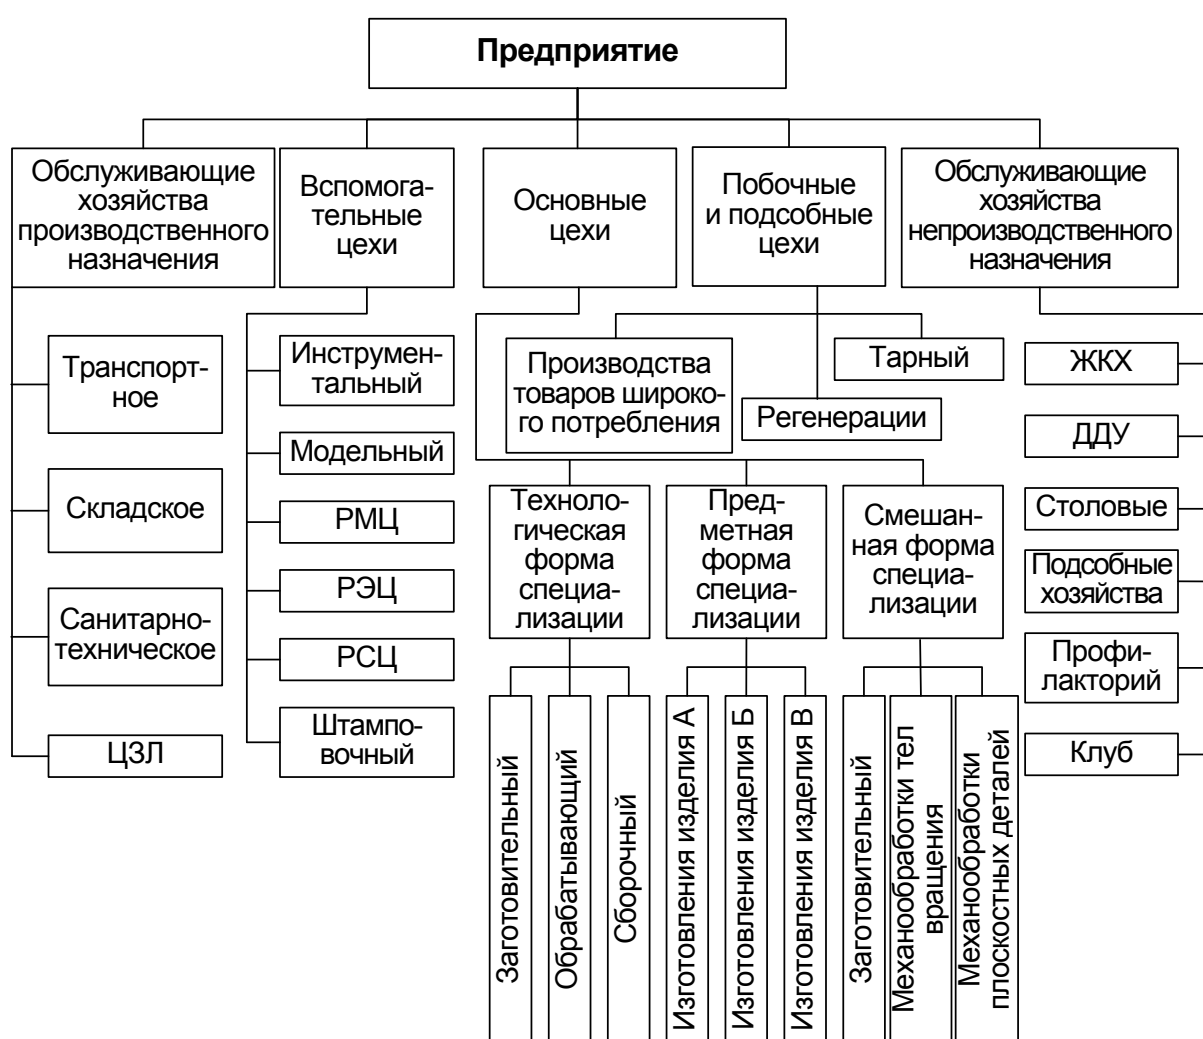 Предприятие
Обслуживающие
хозяйства
производственного
назначения
Вспомога-
тельные
цехи
Основные
цехи
Побочные
и подсобные
цехи
Обслуживающие
хозяйства
непроизводственного
назначения
Транспорт-
ное
Складское
Санитарно-
техническое
ЦЗЛ
Инструмен-
тальный
Модельный
РМЦ
РЭЦ
РСЦ
Штампо-
вочный
Производства
товаров широко-
го потребления
Регенерации
Тарный
Техноло-
гическая
форма
специа-
лизации
Пред-
метная
форма
специа-
лизации
Смешан-
ная форма
специа-
лизации
Заготовительный
Обрабатывающий
Сборочный
Изготовления изделия А
Изготовления изделия Б
Изготовления изделия В
Заготовительный
Механообработки тел
вращения
Механообработки
плоскостных деталей
ЖКХ
ДДУ
Столовые
Подсобные
хозяйства
Профи-
лакторий
Клуб